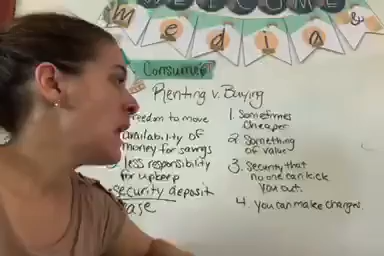 WELCOME
media &
Consumer
Renting v. Buying
freedom to move
availability of
money for savings
less responsibility
for upkeep
security deposit
1. Sometimes
cheaper
2. Something
of value
3. Security that
no one can kick
you out.
4. You can make changes.